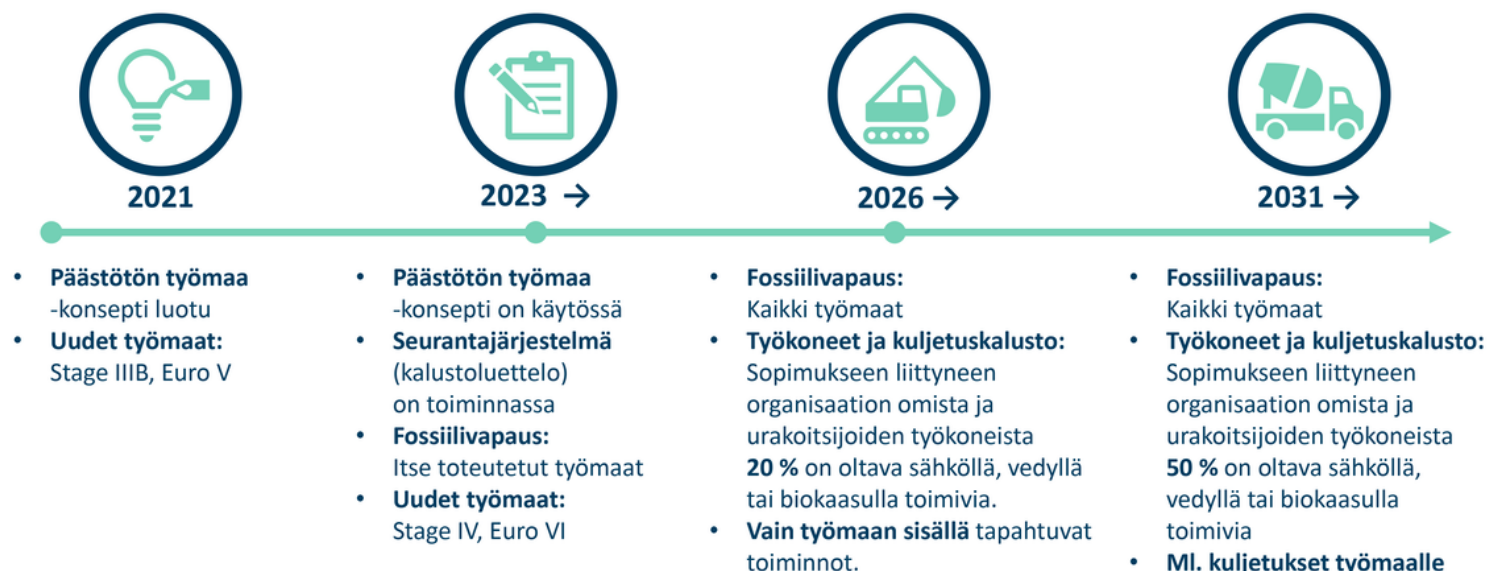 2021
2023 →
2026 →
2031 →
• Päästötön työmaa
-konsepti luotu
• Uudet työmaat:
Stage IIIB, Euro V
• Päästötön työmaa
-konsepti on käytössä
• Seurantajärjestelmä
(kalustoluettelo)
on toiminnassa
• Fossiilivapaus:
Itse toteutetut työmaat
• Uudet työmaat:
Stage IV, Euro VI
• Fossiilivapaus:
Kaikki työmaat
• Työkoneet ja kuljetuskalusto:
Sopimukseen liittyneen
organisaation omista ja
urakoitsijoiden työkoneista
20 % on oltava sähköllä, vedyllä
tai biokaasulla toimivia.
• Vain työmaan sisällä tapahtuvat
toiminnot.
• Fossiilivapaus:
Kaikki työmaat
• Työkoneet ja kuljetuskalusto:
Sopimukseen liittyneen
organisaation omista ja
urakoitsijoiden työkoneista
50 % on oltava sähköllä,
vedyllä tai biokaasulla
toimivia
• Ml. kuljetukset työmaalle